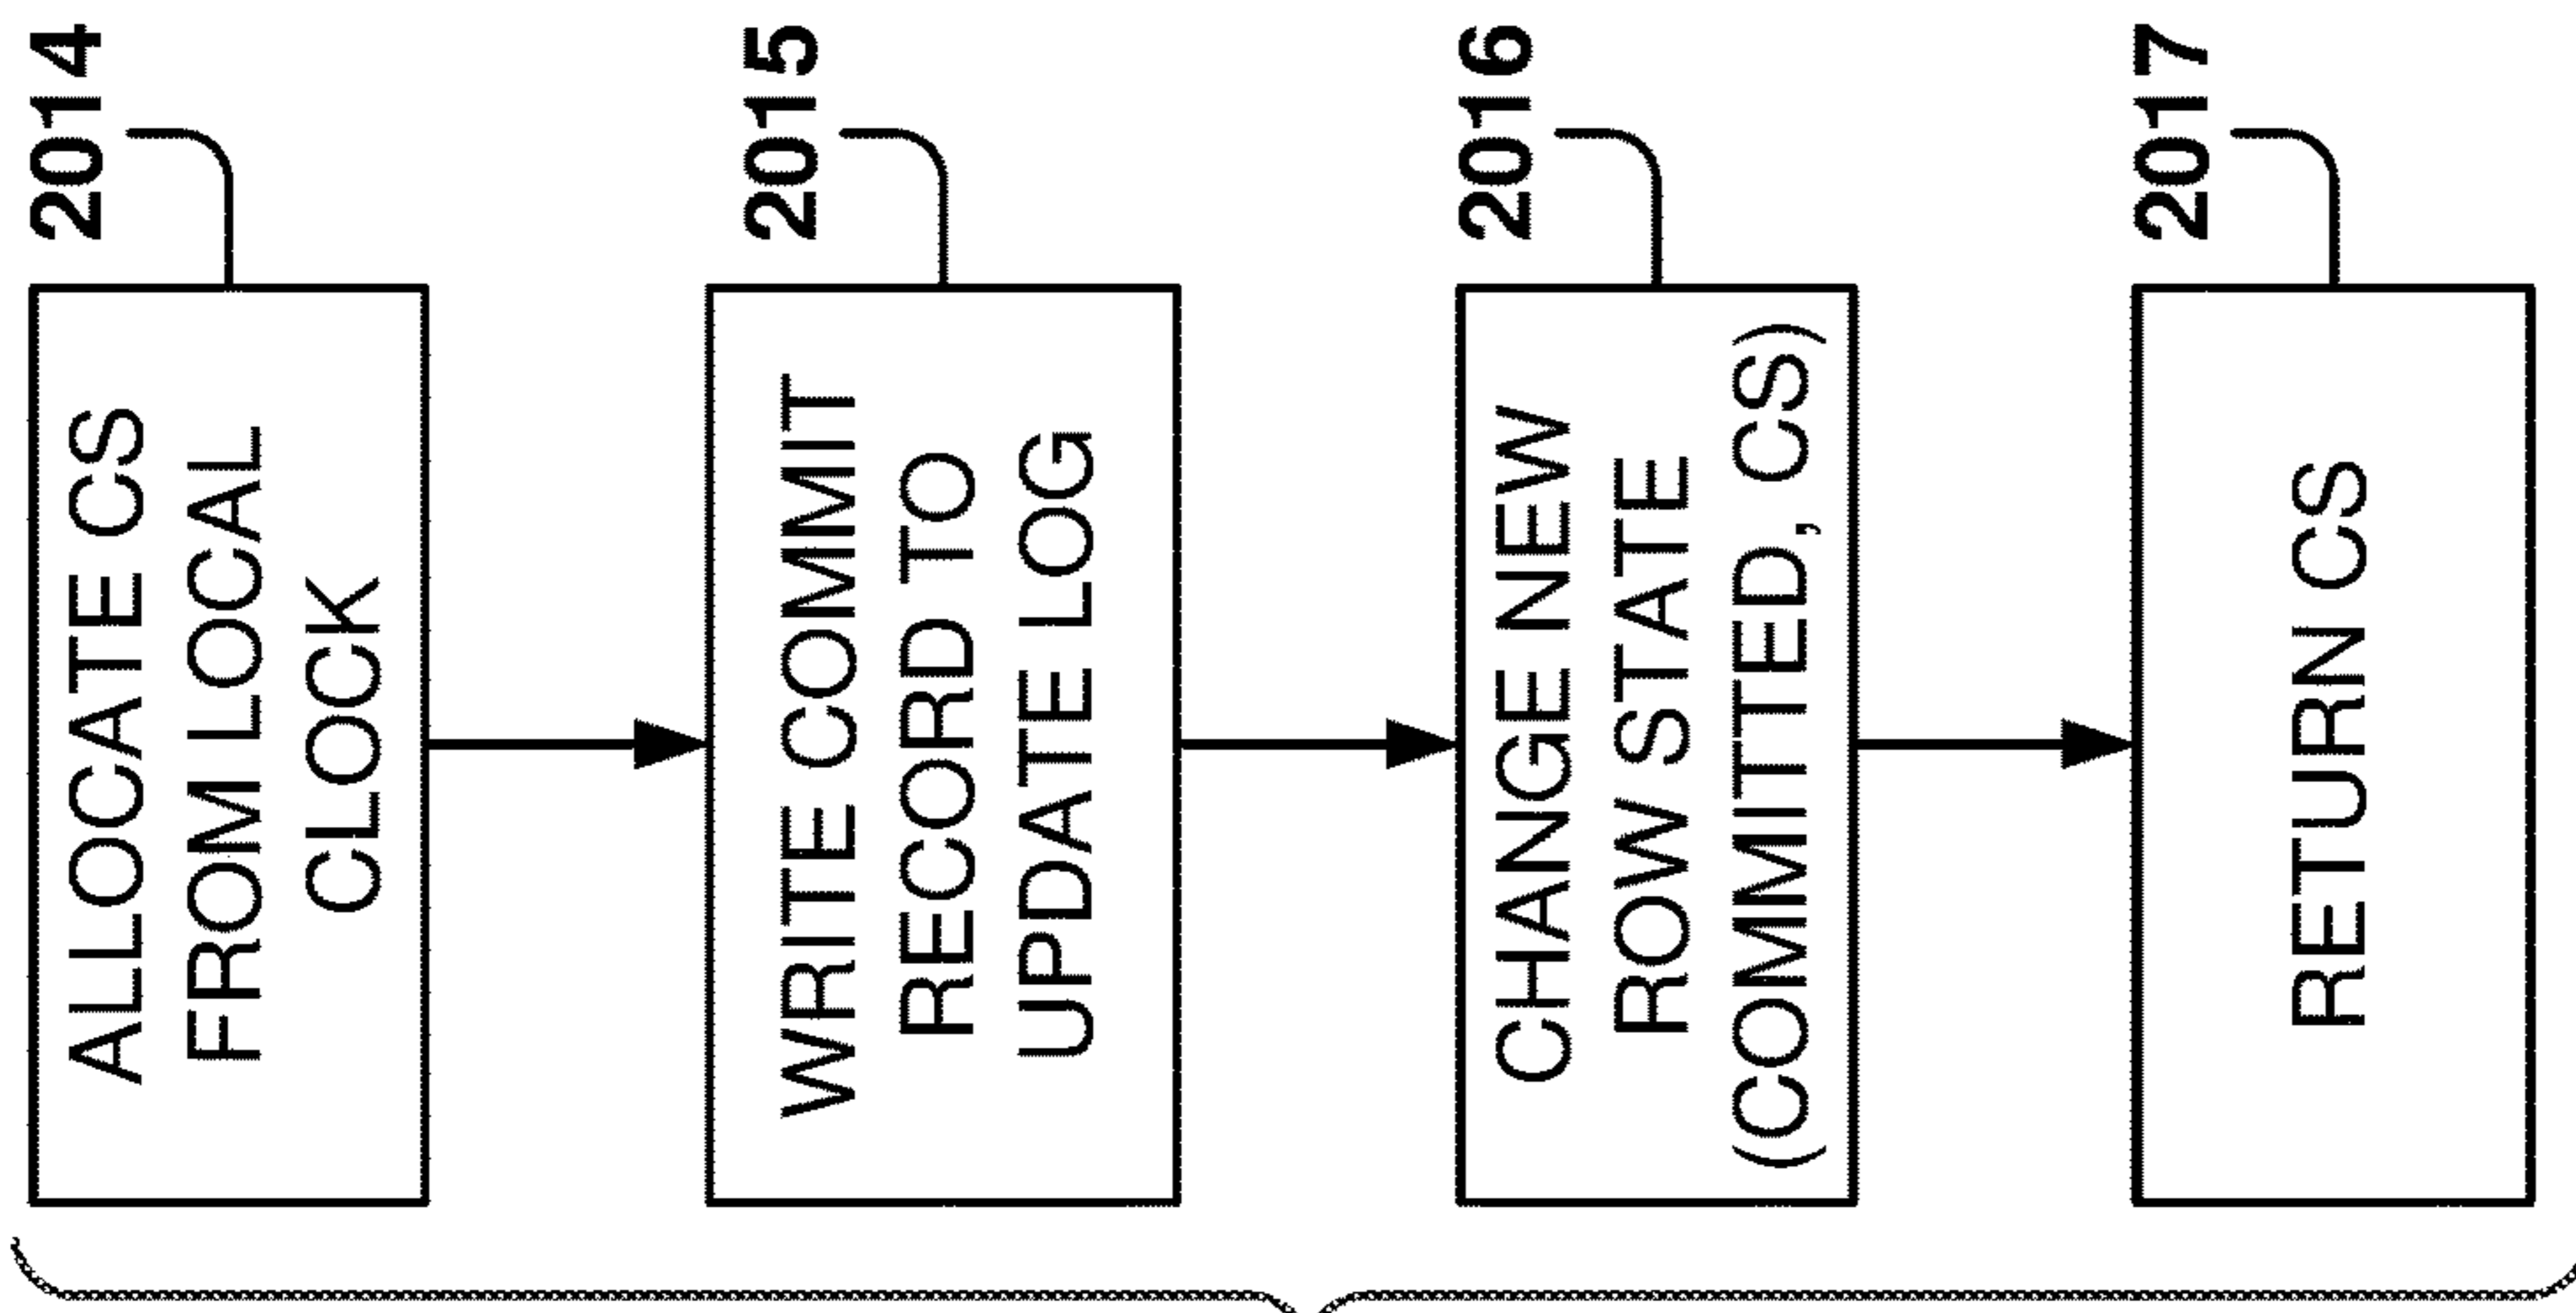 2014
ALLOCATE CS
FROM LOCAL
CLOCK
2015
WRITE COMMIT
RECORD TO
UPDATE LOG
2016
CHANGE NEW
ROW STATE
(COMMITTED, CS)
2017
RETURN CS